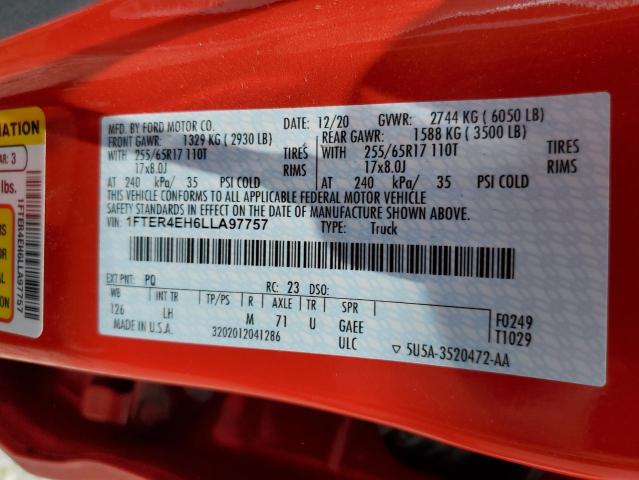 MFD. BY FORD MOTOR CO. DATE: 12/20 GVWR: 2744 KG ( 6050 LB)
FRONT GAWR: 1329 KG ( 2930 LB) REAR GAWR: 1588 KG ( 3500 LB)
WITH 255/65R17 110T TIRES WITH 255/65R17 110T TIRES
17x8.0J RIMS 17x8.0J RIMS
AT 240 kPa/ 35 PSI COLD AT 240 kPa/ 35 PSI COLD
THIS VEHICLE CONFORMS TO ALL APPLICABLE FEDERAL MOTOR VEHICLE
SAFETY STANDARDS IN EFFECT ON THE DATE OF MANUFACTURE SHOWN ABOVE.
VIN: 1FTER4EH6LLA97757 TYPE: Truck
EXT PNT: PQ RC: 23 DSO:
WB INT TR TP/PS R AXLE TR SPR
126 LH M 71 U GAEE F0249
MADE IN U.S.A. 3202012041286 ULC T1029
▽ 5U5A-3520472-AA
MATION
AR: 3
lbs.
1FTER4EH6LLA97757